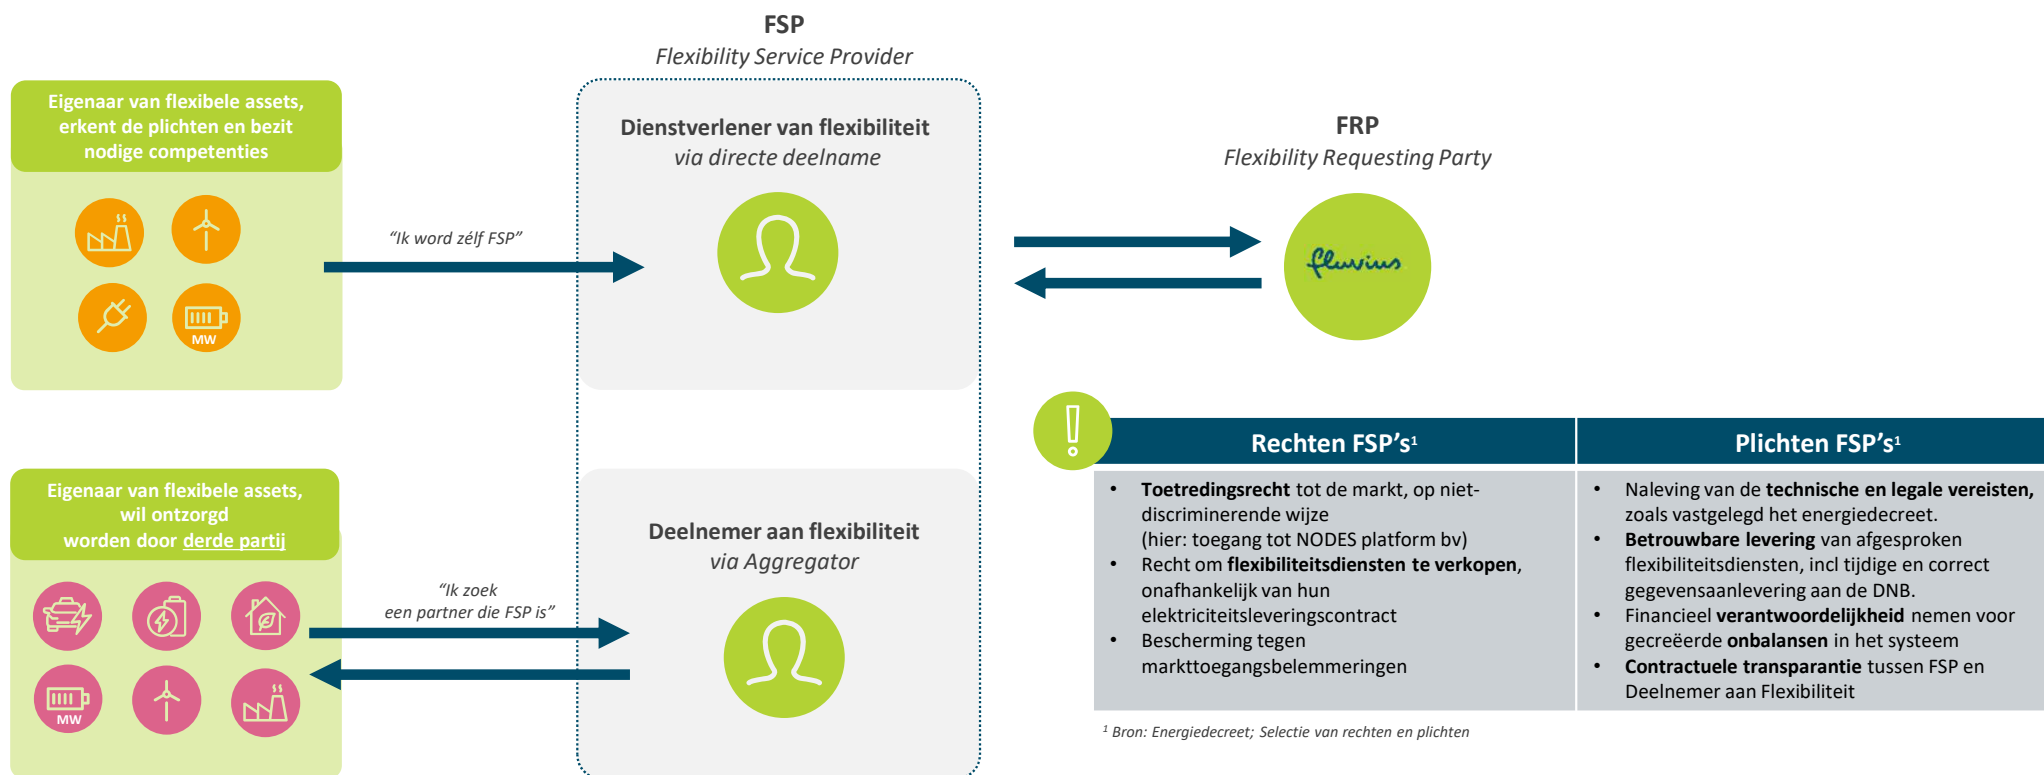 FSP
Flexibility Service Provider
Eigenaar van flexibele assets,
erkent de plichten en bezit
nodige competenties
MW
"Ik word zélf FSP"
Dienstverlener van flexibiliteit
via directe deelname
FRP
Flexibility Requesting Party
fluvius
Eigenaar van flexibele assets,
wil ontzorgd
worden door derde partij
MW
"Ik zoek
een partner die FSP is"
Deelnemer aan flexibiliteit
via Aggregator
Rechten FSP's¹
• Toetredingsrecht tot de markt, op niet-
discriminerende wijze
(hier: toegang tot NODES platform bv)
• Recht om flexibiliteitsdiensten te verkopen,
onafhankelijk van hun
elektriciteitsleveringscontract
• Bescherming tegen
markttoegangsbelemmeringen
Plichten FSP's¹
• Naleving van de technische en legale vereisten,
zoals vastgelegd het energiedecreet.
• Betrouwbare levering van afgesproken
flexibiliteitsdiensten, incl tijdige en correct
gegevensaanlevering aan de DNB.
• Financieel verantwoordelijkheid nemen voor
gecreëerde onbalansen in het systeem
• Contractuele transparantie tussen FSP en
Deelnemer aan Flexibiliteit
¹ Bron: Energiedecreet; Selectie van rechten en plichten